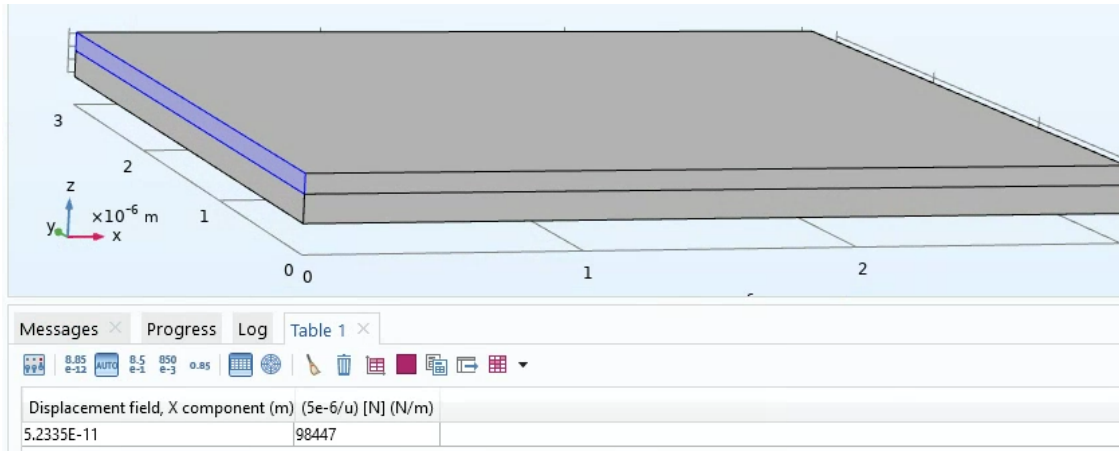 3
2
z
×10⁻⁶ m
1
y
x
0
0
1
2
Messages
Progress
Log
Table 1
8.85
e-12
AUTO
8.5
e-1
850
e-3
0.85
Displacement field, X component (m)
(5e-6/u) [N] (N/m)
5.2335E-11
98447